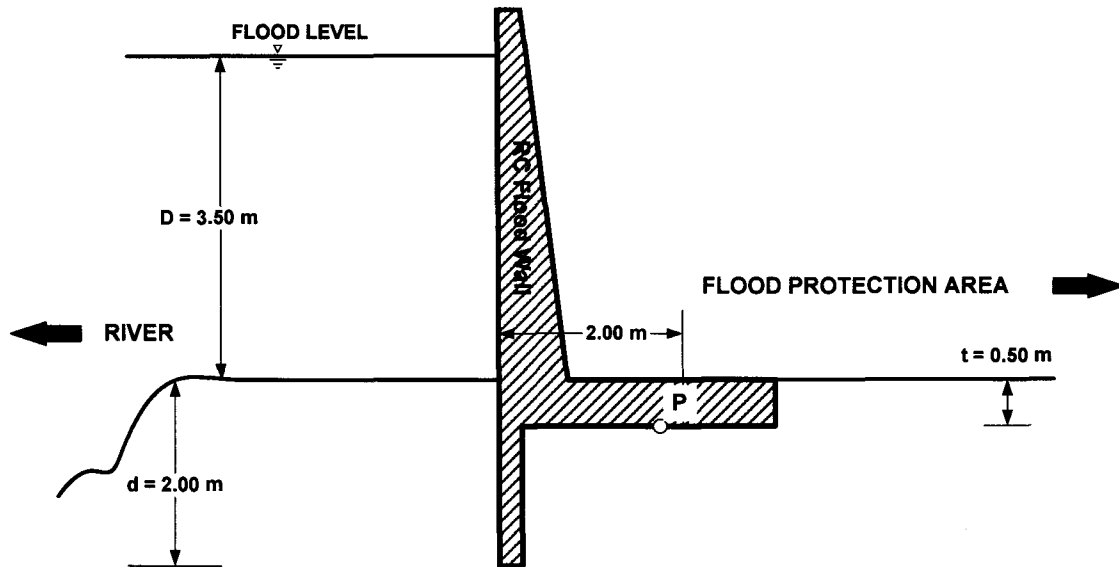 FLOOD LEVEL
D = 3.50 m
RC Flood Wall
FLOOD PROTECTION AREA
RIVER
2.00 m
t = 0.50 m
P
d = 2.00 m